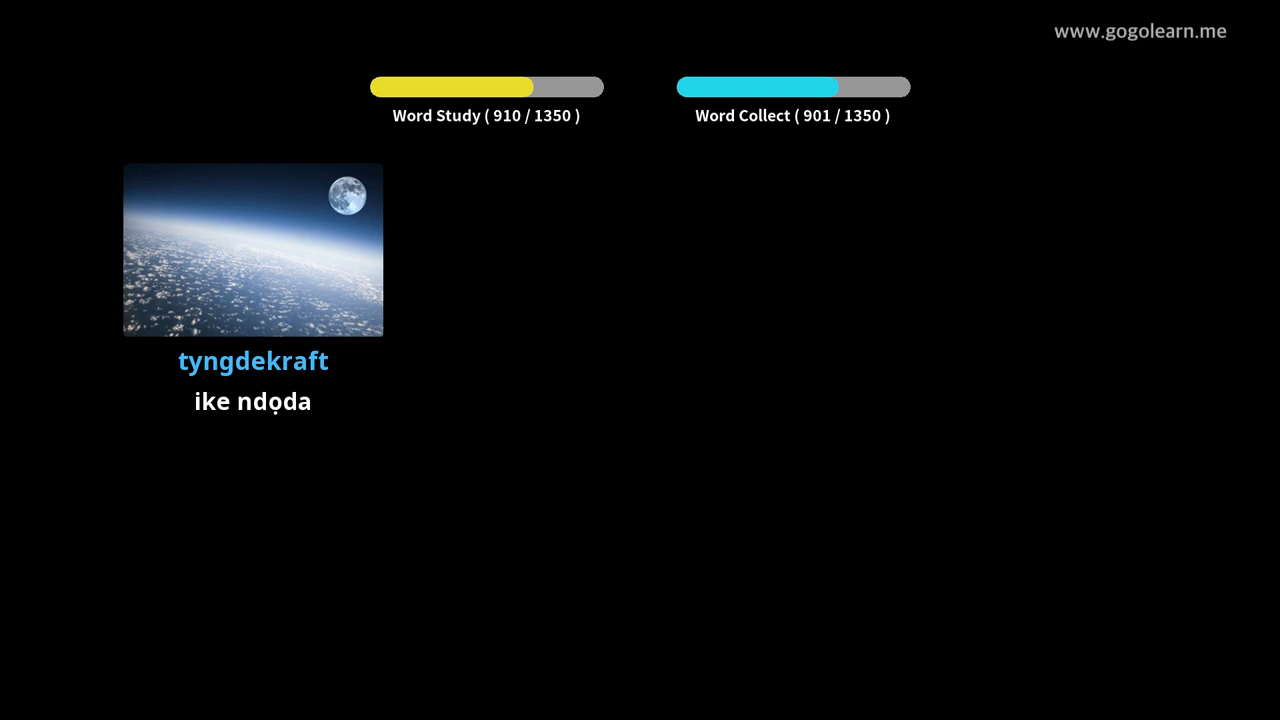 www.gogolearn.me
Word Study ( 910 / 1350 )
Word Collect ( 901 / 1350 )
tyngdekraft
ike ndọda